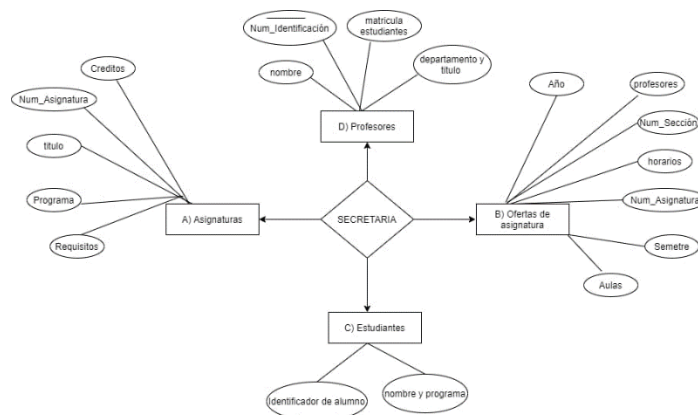 Creditos
Num_Asignatura
titulo
Programa
Requisitos
A) Asignaturas
Num_Identificación
matricula
estudiantes
nombre
departamento y
titulo
D) Profesores
SECRETARIA
Año
profesores
Num_Sección
horarios
Num_Asignatura
Semetre
Aulas
B) Ofertas de
asignatura
C) Estudiantes
Identificador de alumno
nombre y programa